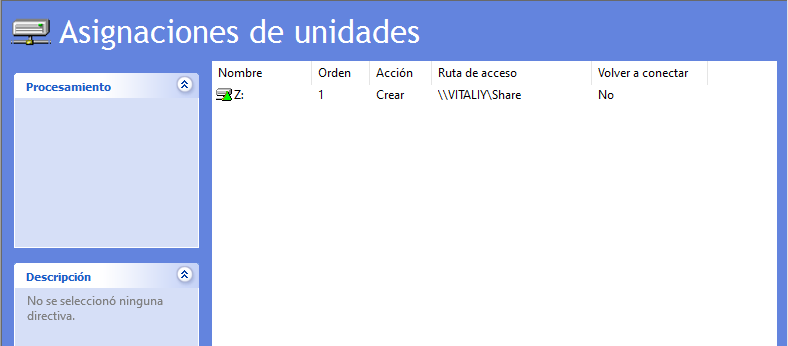 Asignaciones de unidades
Procesamiento
Descripción
No se seleccionó ninguna
directiva.
Nombre Orden Acción Ruta de acceso Volver a conectar
Z: 1 Crear \\VITALIY\Share No